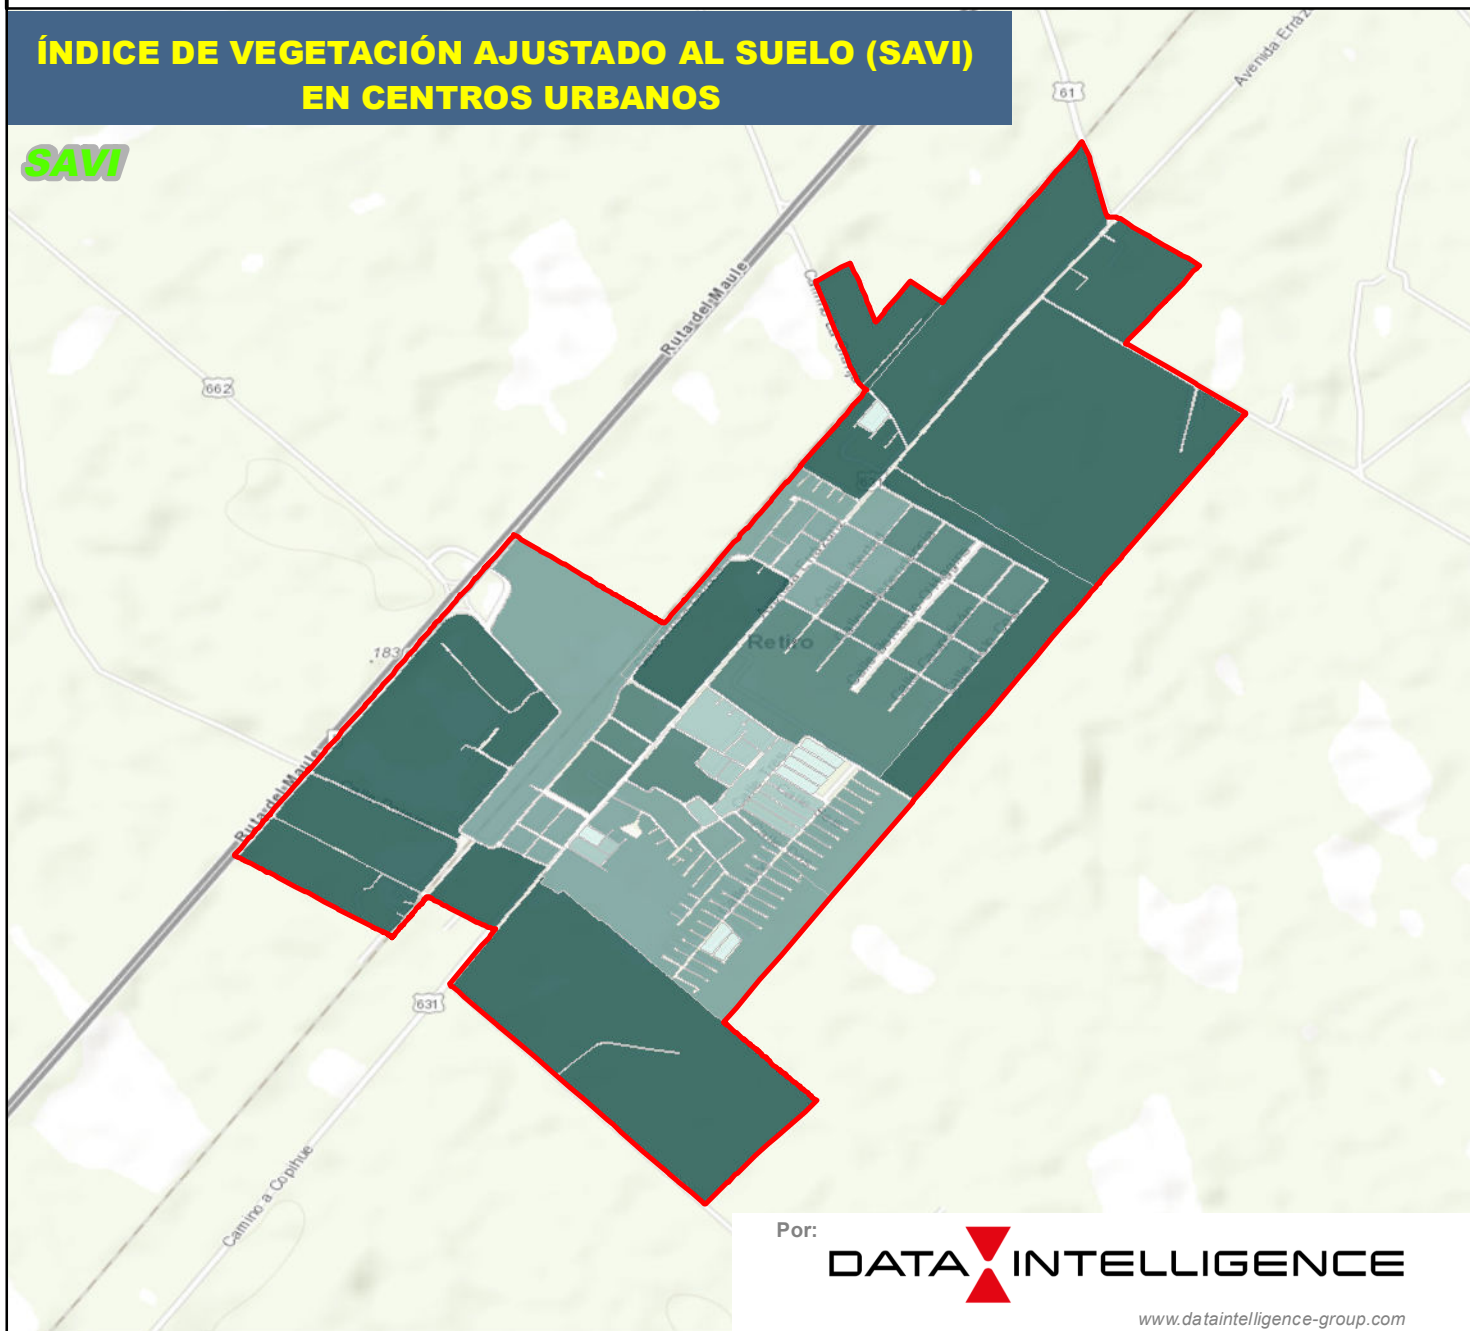 ÍNDICE DE VEGETACIÓN AJUSTADO AL SUELO (SAVI)
EN CENTROS URBANOS
SAVI
61
Avenida Erráz
Ruta del Maule
662
Retiro
183
Ruta del Maule
631
Camino a Copihue
Por:
DATA INTELLIGENCE
www.dataintelligence-group.com